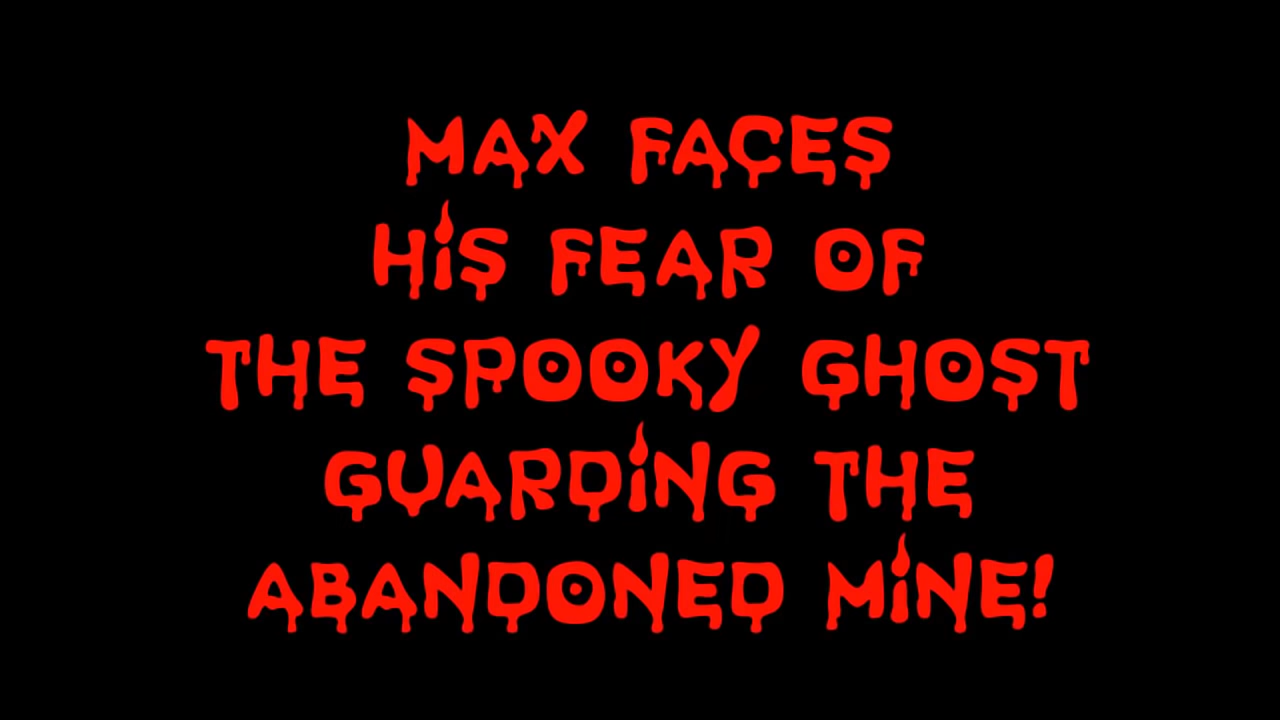 MAX FACES
HiS FEAR OF
THE SPOOKY GHOST
GUARDiNG THE
ABANDONED MiNE!